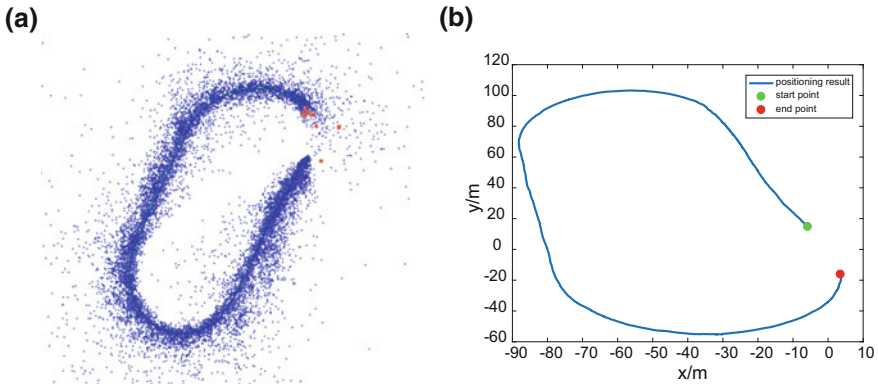 (a)
(b)
120
100
80
60
40
20
0
-20
-40
-60
y/m
positioning result
start point
end point
-90 -80 -70 -60 -50 -40 -30 -20 -10 0 10
x/m